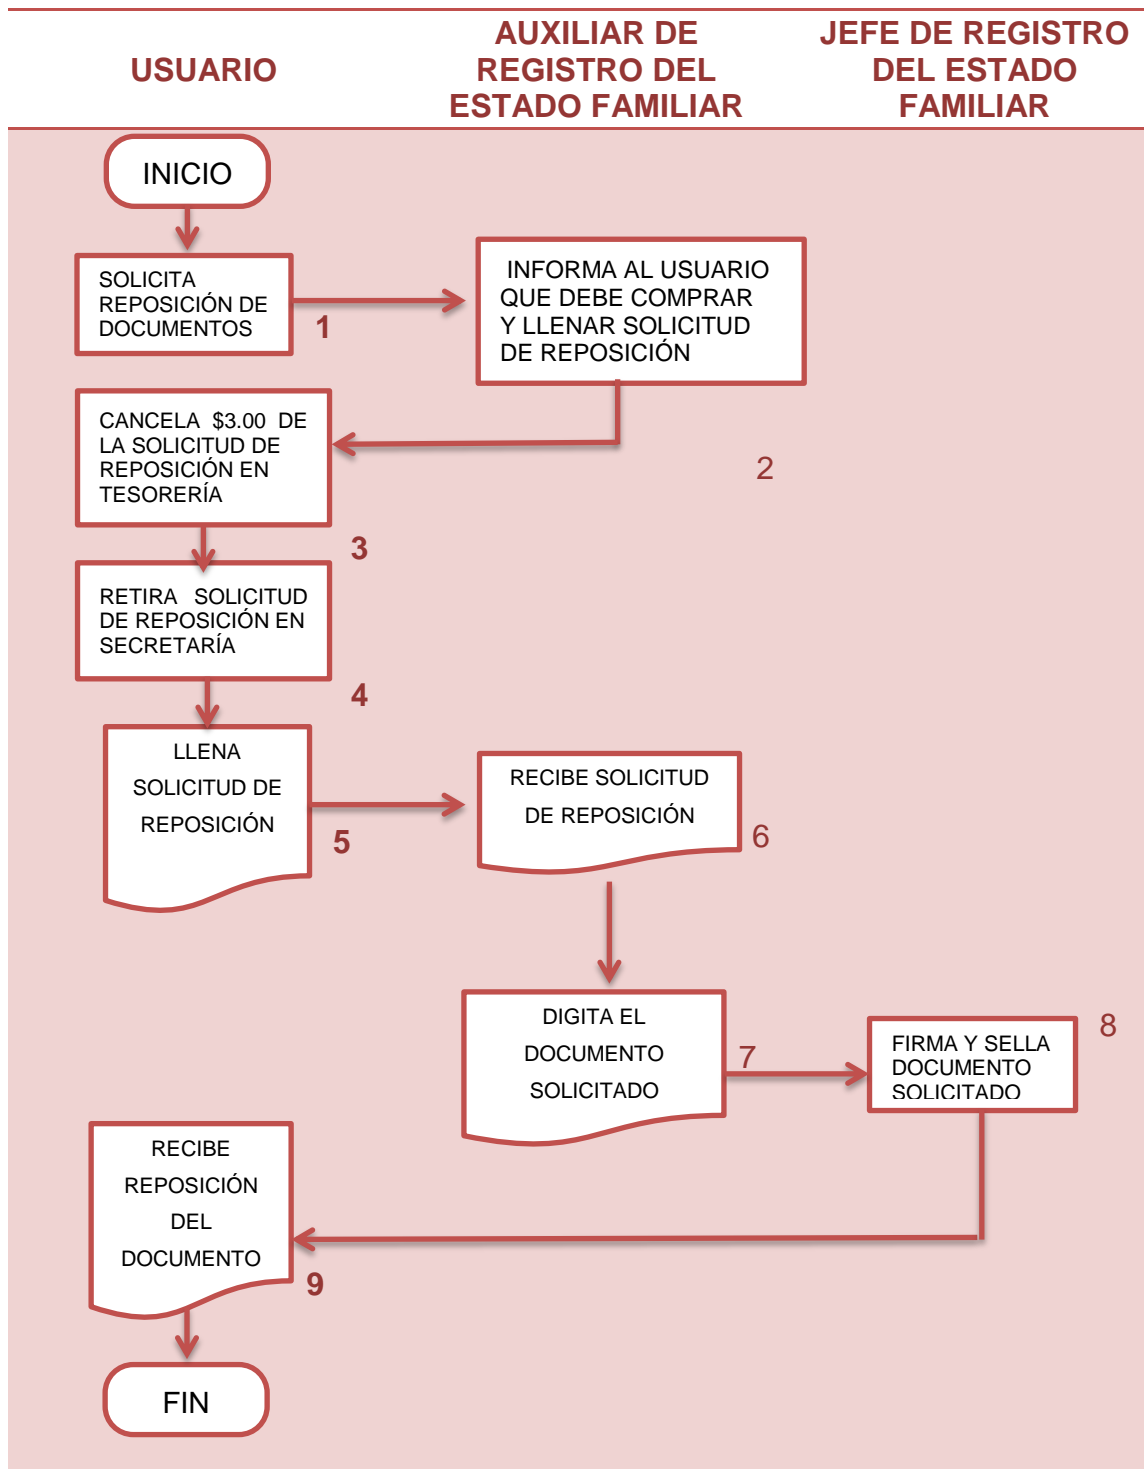 USUARIO
AUXILIAR DE
REGISTRO DEL
ESTADO FAMILIAR
JEFE DE REGISTRO
DEL ESTADO
FAMILIAR
INICIO
SOLICITA
REPOSICIÓN DE
DOCUMENTOS
1
INFORMA AL USUARIO
QUE DEBE COMPRAR
Y LLENAR SOLICITUD
DE REPOSICIÓN
2
CANCELA $3.00 DE
LA SOLICITUD DE
REPOSICIÓN EN
TESORERÍA
3
RETIRA SOLICITUD
DE REPOSICIÓN EN
SECRETARÍA
4
LLENA
SOLICITUD DE
REPOSICIÓN
5
RECIBE SOLICITUD
DE REPOSICIÓN
6
DIGITA EL
DOCUMENTO
SOLICITADO
7
FIRMA Y SELLA
DOCUMENTO
SOLICITADO
8
RECIBE
REPOSICIÓN
DEL
DOCUMENTO
9
FIN